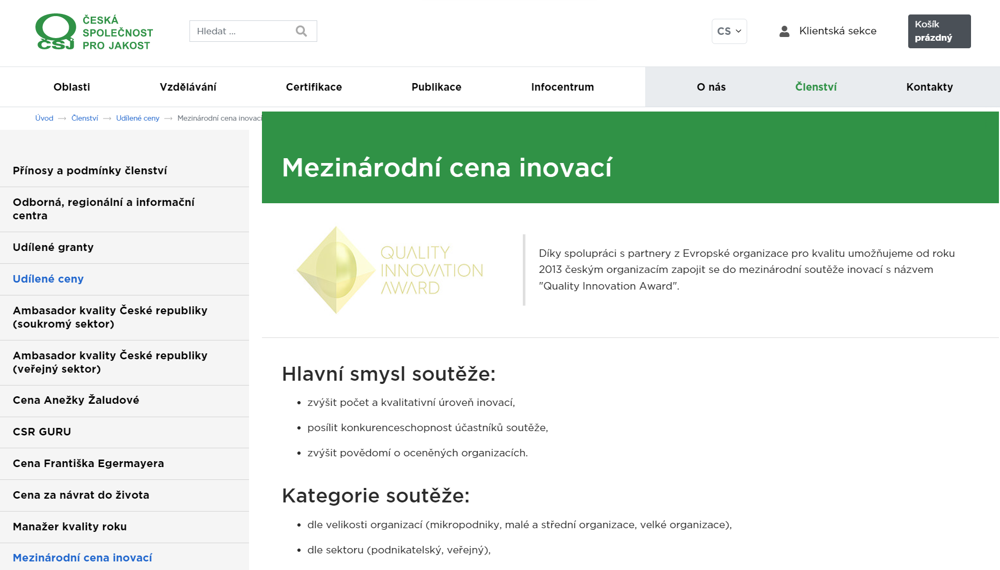 ČESKÁ
SPOLEČNOST
PRO JAKOST
ČSJ
Hledat ...
CS
Klientská sekce
Košík
prázdný
Oblasti
Vzdělávání
Certifikace
Publikace
Infocentrum
O nás
Členství
Kontakty
Úvod → Členství → Udílené ceny → Mezinárodní cena inovací
Přínosy a podmínky členství
Odborná, regionální a informační
centra
Udílené granty
Udílené ceny
Ambasador kvality České republiky
(soukromý sektor)
Ambasador kvality České republiky
(veřejný sektor)
Cena Anežky Žaludové
CSR GURU
Cena Františka Egermayera
Cena za návrat do života
Manažer kvality roku
Mezinárodní cena inovací
Mezinárodní cena inovací
QUALITY
INNOVATION
AWARD
Díky spolupráci s partnery z Evropské organizace pro kvalitu umožňujeme od roku
2013 českým organizacím zapojit se do mezinárodní soutěže inovací s názvem
"Quality Innovation Award".
Hlavní smysl soutěže:
• zvýšit počet a kvalitativní úroveň inovací,
• posílit konkurenceschopnost účastníků soutěže,
• zvýšit povědomí o oceněných organizacích.
Kategorie soutěže:
• dle velikosti organizací (mikropodniky, malé a střední organizace, velké organizace),
• dle sektoru (podnikatelský, veřejný),